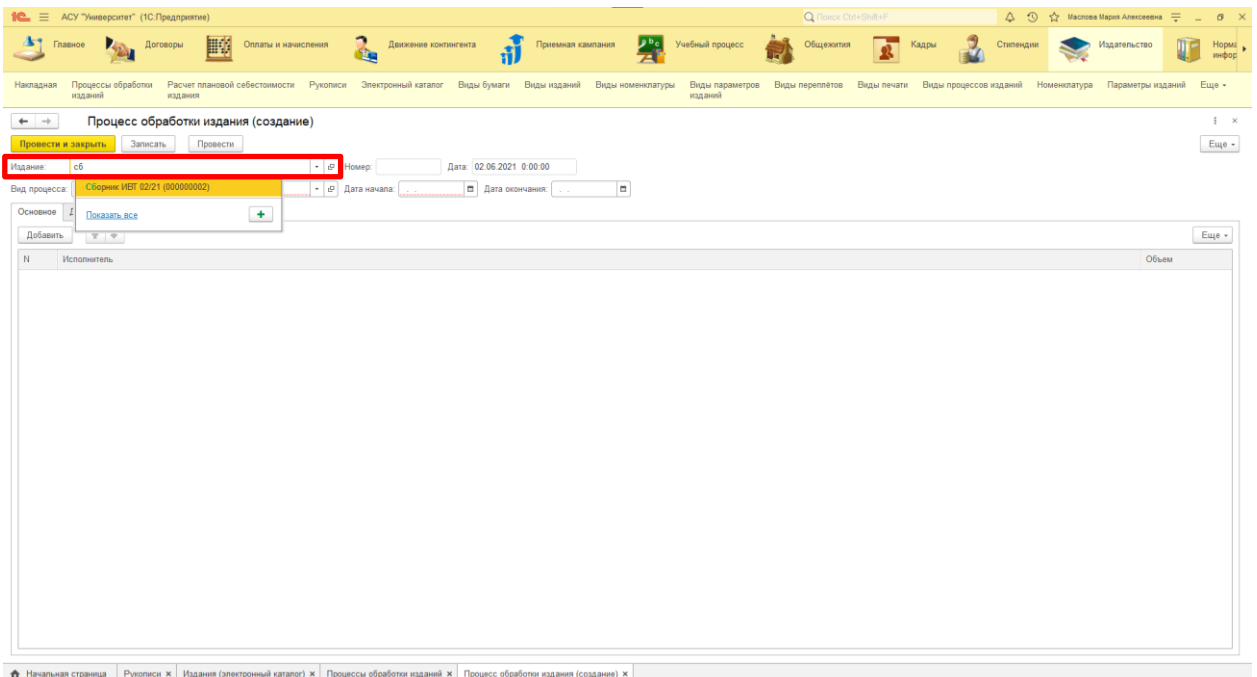 1С АСУ "Университет" (1С:Предприятие) Поиск Ctrl+Shift+F Маслова Мария Алексеевна
Главное Договоры Оплаты и начисления Движение контингента Приемная кампания Учебный процесс Общежития Кадры Стипендии Издательство Норма
инфор
Накладная Процессы обработки Расчет плановой себестоимости Рукописи Электронный каталог Виды бумаги Виды изданий Виды номенклатуры Виды параметров Виды переплётов Виды печати Виды процессов изданий Номенклатура Параметры изданий Еще
изданий издания изданий
Процесс обработки издания (создание)
Провести и закрыть Записать Провести Еще
Издание: сб Номер: Дата: 02.06.2021 0:00:00
Вид процесса: Сборник ИВТ 02/21 (000000002) Дата начала: . . Дата окончания: . .
Основное Показать все
Добавить Еще
N Исполнитель Объем
Начальная страница Рукописи × Издания (электронный каталог) × Процессы обработки изданий × Процесс обработки издания (создание) ×